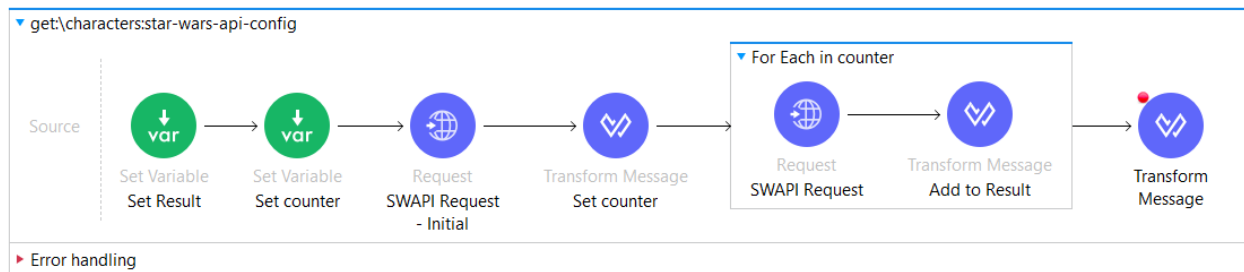 get:\characters:star-wars-api-config
Source
var
Set Variable
Set Result
var
Set Variable
Set counter
Request
SWAPI Request
- Initial
Transform Message
Set counter
For Each in counter
Request
SWAPI Request
Transform Message
Add to Result
Transform
Message
Error handling